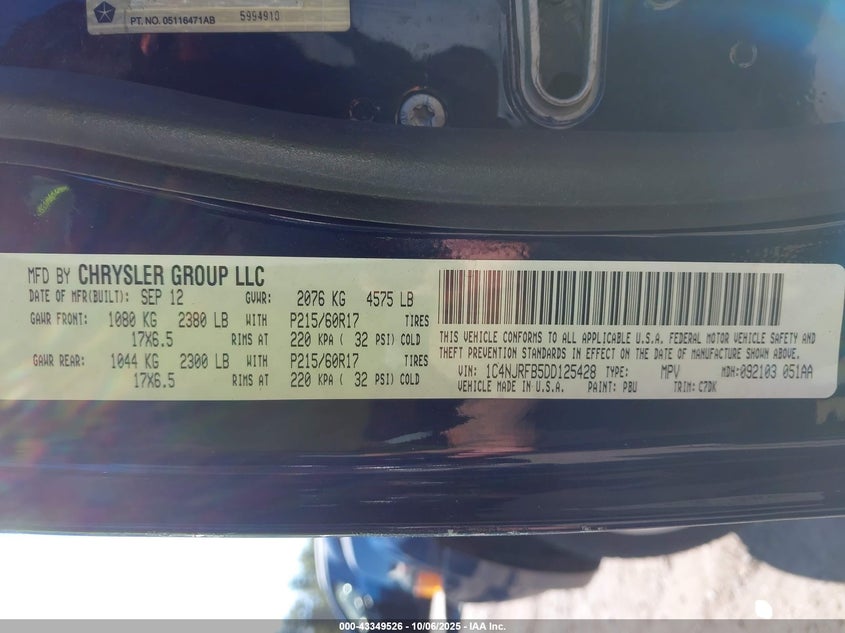 PT. NO. 05116471AB 5994910
MFD BY CHRYSLER GROUP LLC
DATE OF MFR(BUILT): SEP 12 GVWR: 2076 KG 4575 LB
GAWR FRONT: 1080 KG 2380 LB WITH P215/60R17 TIRES
17X6.5 RIMS AT 220 KPA ( 32 PSI) COLD
GAWR REAR: 1044 KG 2300 LB WITH P215/60R17 TIRES
17X6.5 RIMS AT 220 KPA ( 32 PSI) COLD
THIS VEHICLE CONFORMS TO ALL APPLICABLE U.S.A. FEDERAL MOTOR VEHICLE SAFETY AND
THEFT PREVENTION STANDARDS IN EFFECT ON THE DATE OF MANUFACTURE SHOWN ABOVE.
VIN: 1C4NJRFB5DD125428 TYPE: MPV MDH:092103 051AA
VEHICLE MADE IN U.S.A. PAINT: PBU TRIM: C7DK
000-43349526 - 10/06/2025 - IAA Inc.